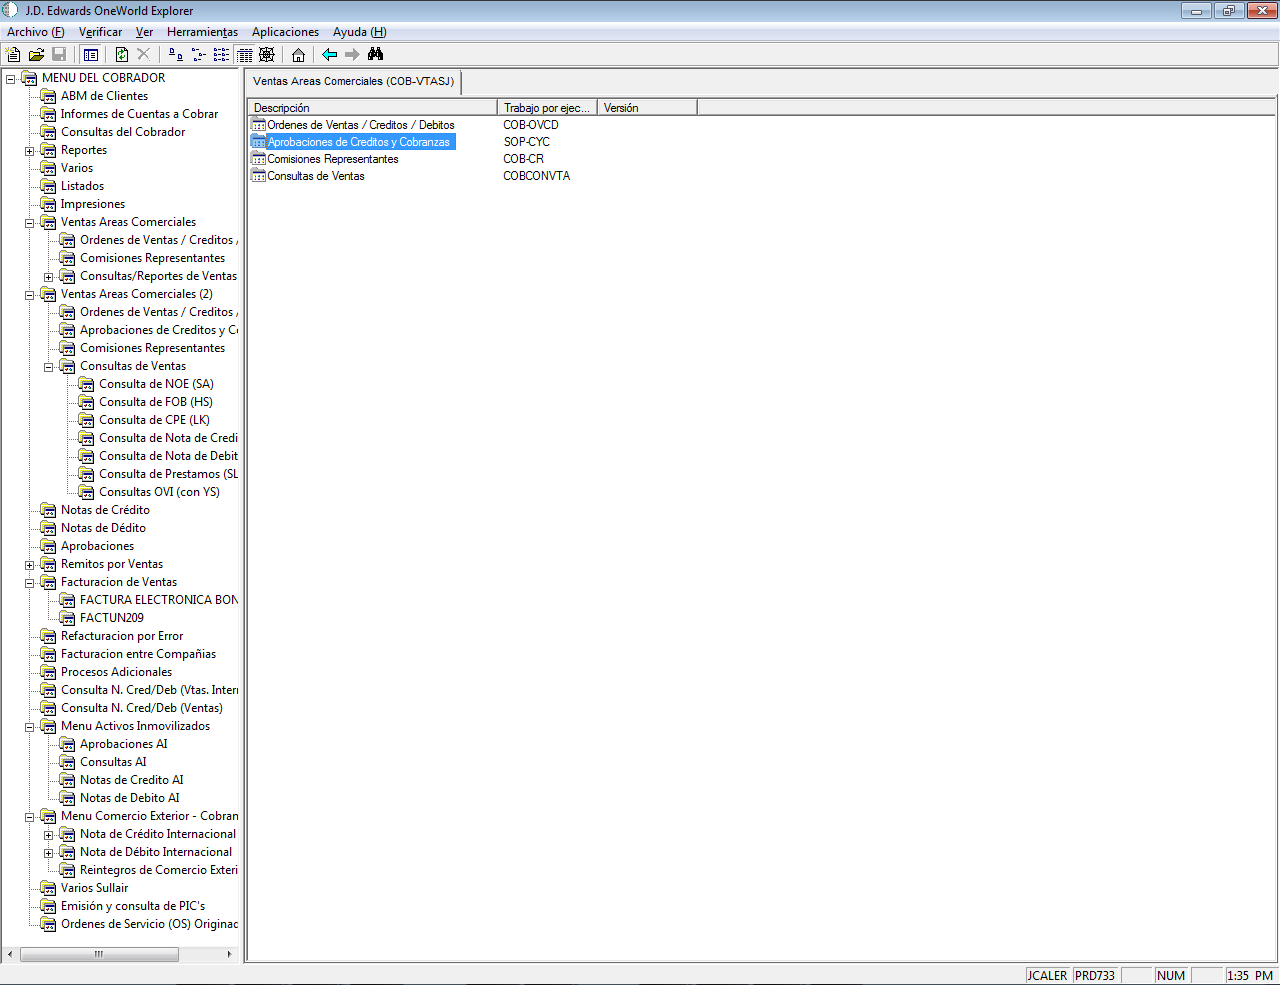 J.D. Edwards OneWorld Explorer
Archivo (F) Verificar Ver Herramientas Aplicaciones Ayuda (H)
MENU DEL COBRADOR
ABM de Clientes
Informes de Cuentas a Cobrar
Consultas del Cobrador
Reportes
Varios
Listados
Impresiones
Ventas Areas Comerciales
Ordenes de Ventas / Creditos /
Comisiones Representantes
Consultas/Reportes de Ventas
Ventas Areas Comerciales (2)
Ordenes de Ventas / Creditos /
Aprobaciones de Creditos y Co
Comisiones Representantes
Consultas de Ventas
Consulta de NOE (SA)
Consulta de FOB (HS)
Consulta de CPE (LK)
Consulta de Nota de Credi
Consulta de Nota de Debit
Consulta de Prestamos (SL
Consultas OVI (con YS)
Notas de Crédito
Notas de Dédito
Aprobaciones
Remitos por Ventas
Facturacion de Ventas
FACTURA ELECTRONICA BON
FACTUN209
Refacturacion por Error
Facturacion entre Compañias
Procesos Adicionales
Consulta N. Cred/Deb (Vtas. Inter
Consulta N. Cred/Deb (Ventas)
Menu Activos Inmovilizados
Aprobaciones AI
Consultas AI
Notas de Credito AI
Notas de Debito AI
Menu Comercio Exterior - Cobran
Nota de Crédito Internacional
Nota de Débito Internacional
Reintegros de Comercio Exteri
Varios Sullair
Emisión y consulta de PIC's
Ordenes de Servicio (OS) Originad
Ventas Areas Comerciales (COB-VTASJ)
Descripción Trabajo por ejec... Versión
Ordenes de Ventas / Creditos / Debitos COB-OVCD
Aprobaciones de Creditos y Cobranzas SOP-CYC
Comisiones Representantes COB-CR
Consultas de Ventas COBCONVTA
JCALER PRD733 NUM 1:35 PM